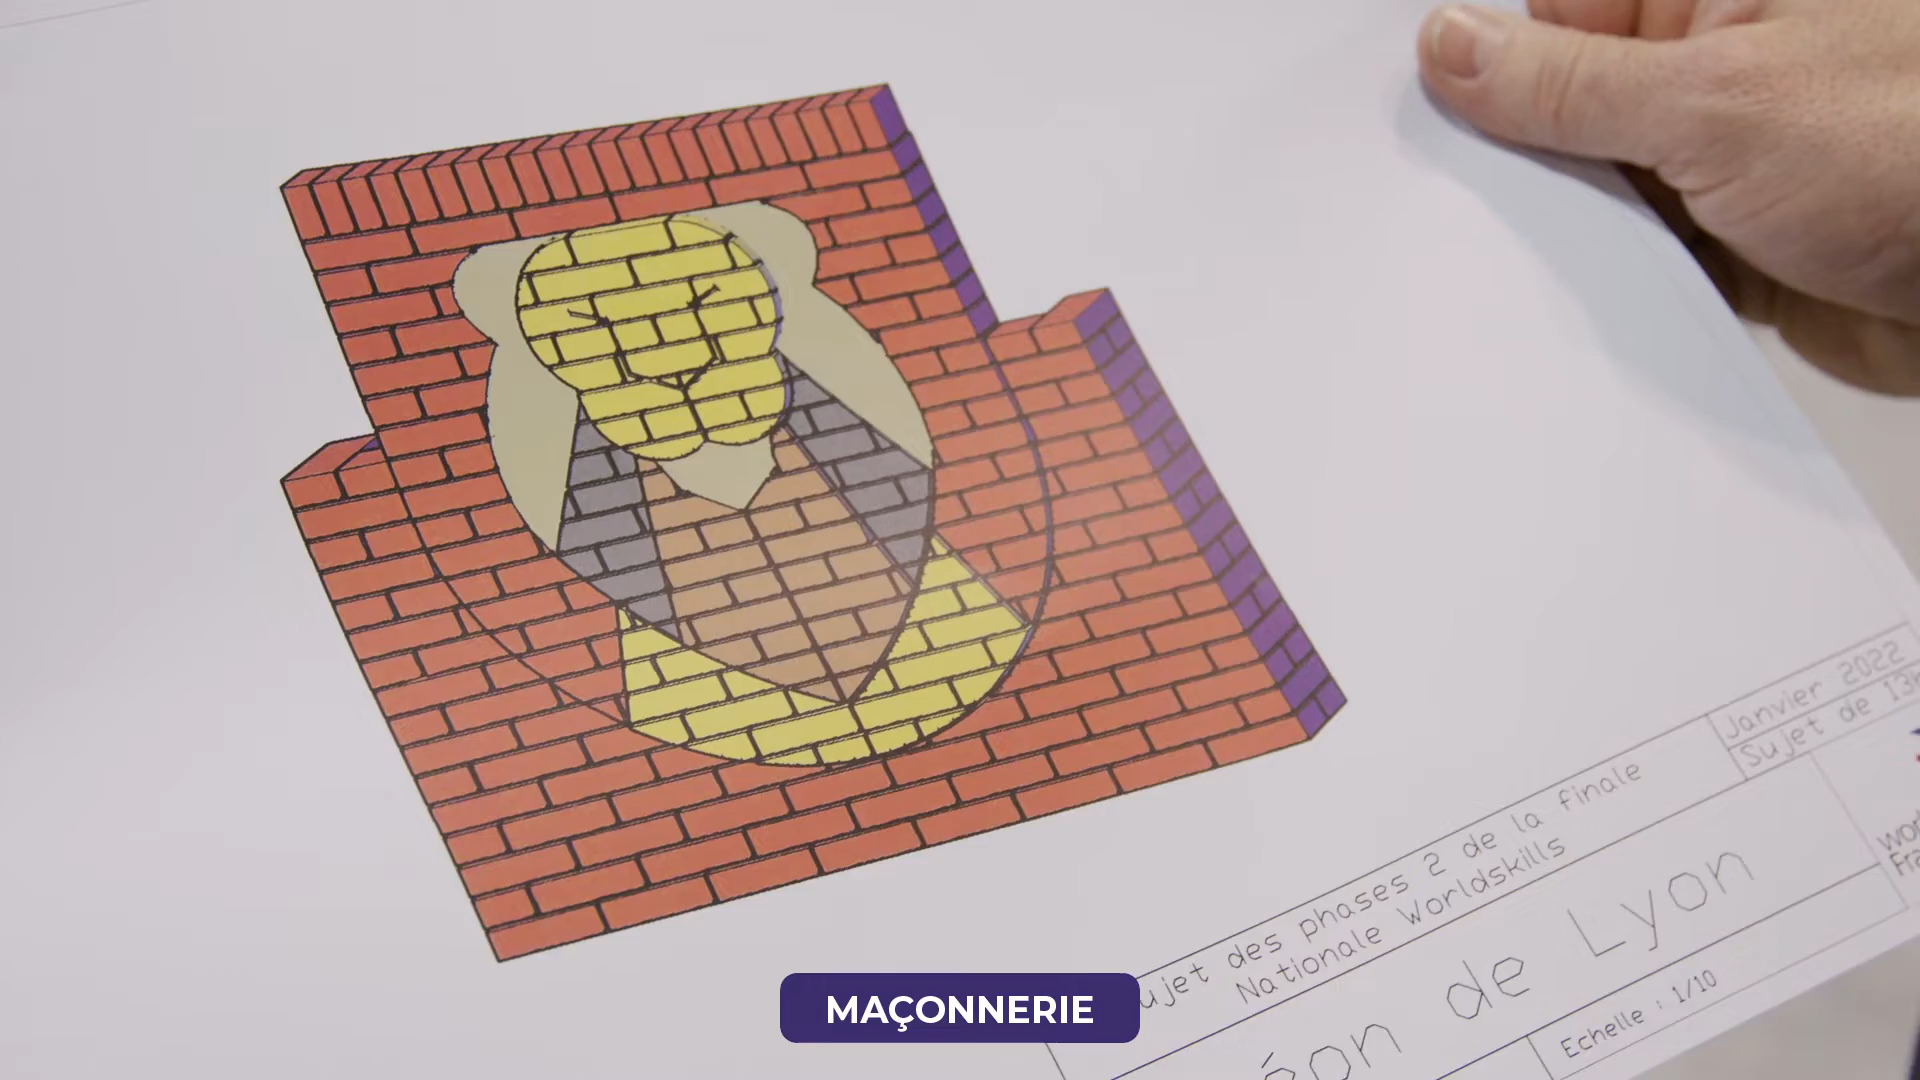 Janvier 2022
Sujet de
ujet des phases 2 de la finale
Nationale Worldskills
de Lyon
Echelle : 1/10
MAÇONNERIE